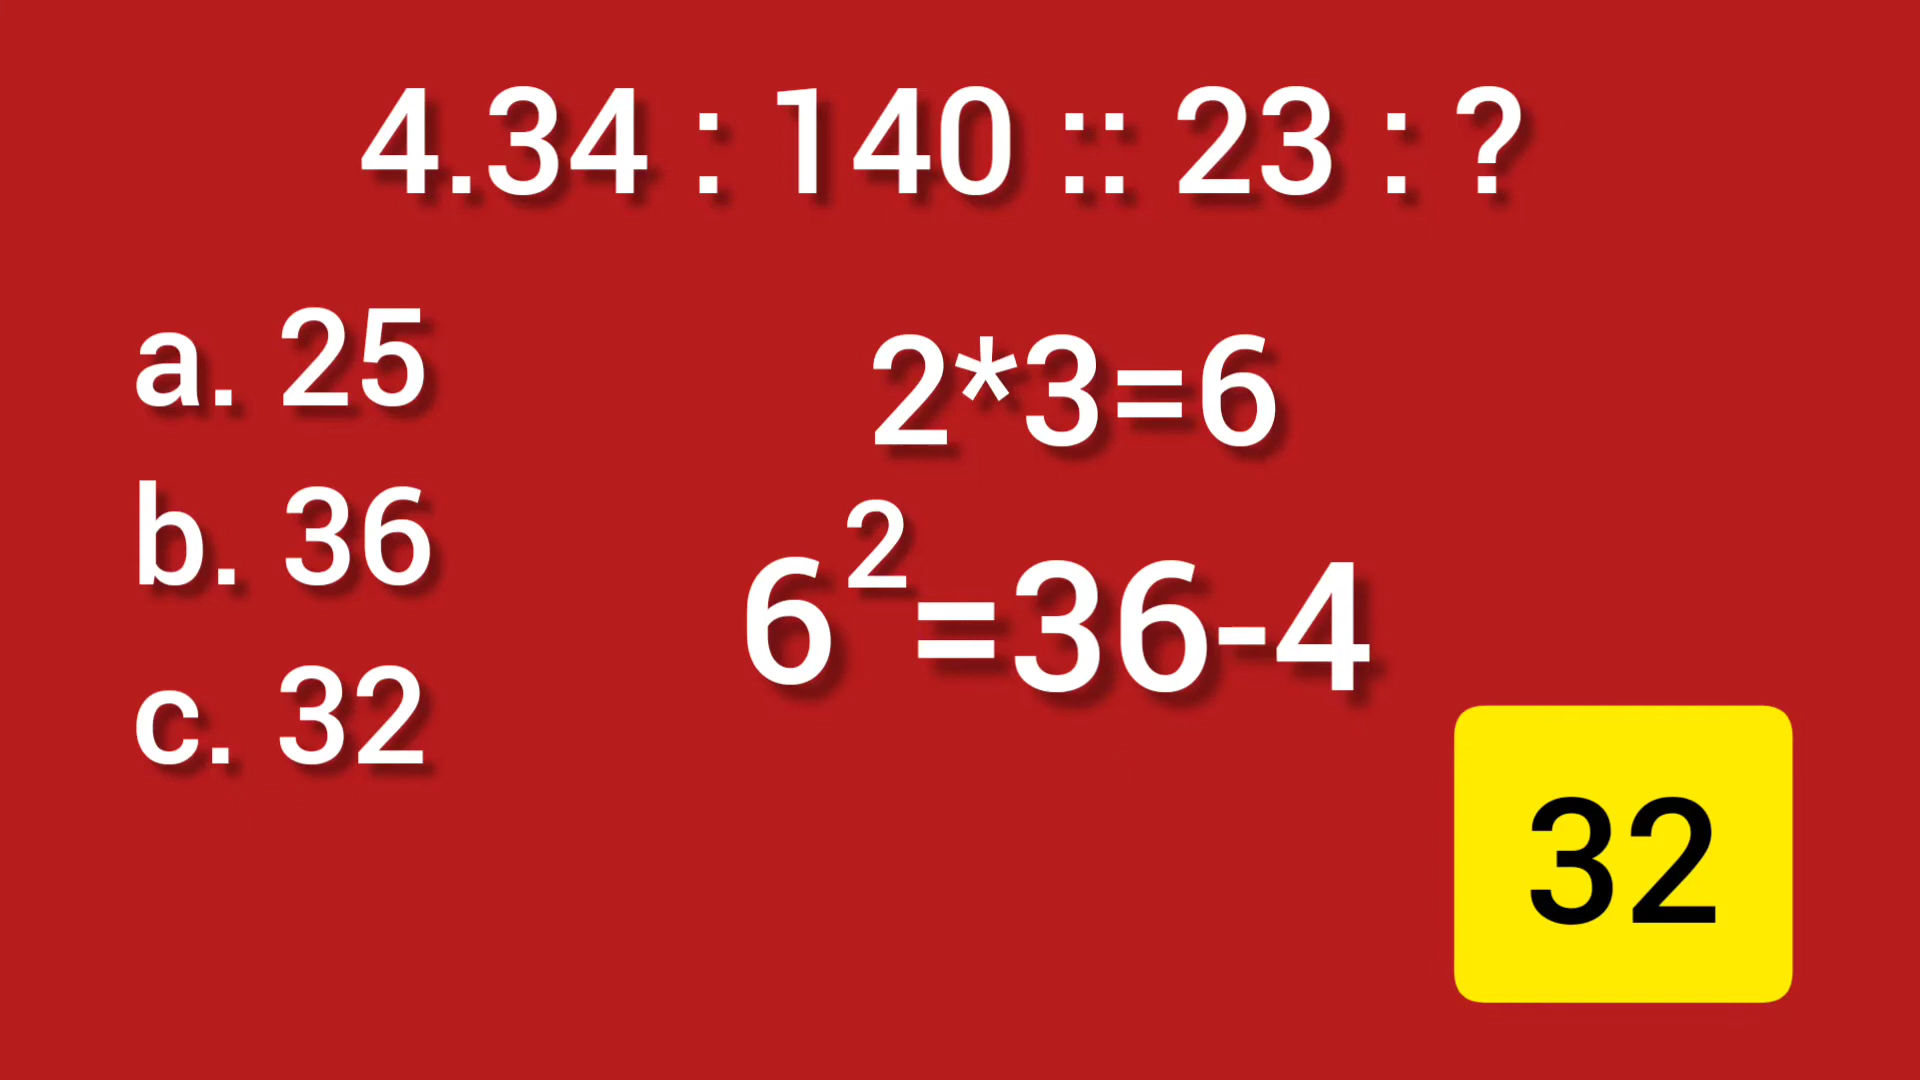 4.34 : 140 :: 23 : ?
a. 25
2*3=6
b. 36
6²=36-4
c. 32
32